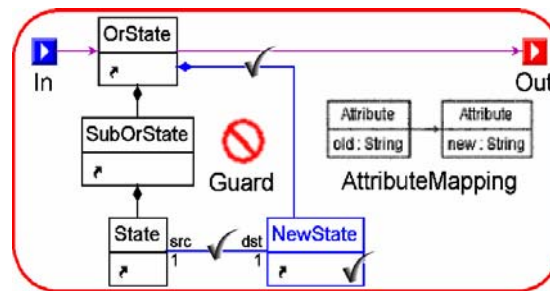 OrState
In
Out
SubOrState
Guard
Attribute
old : String
Attribute
new : String
AttributeMapping
State
src
1
dst
1
NewState